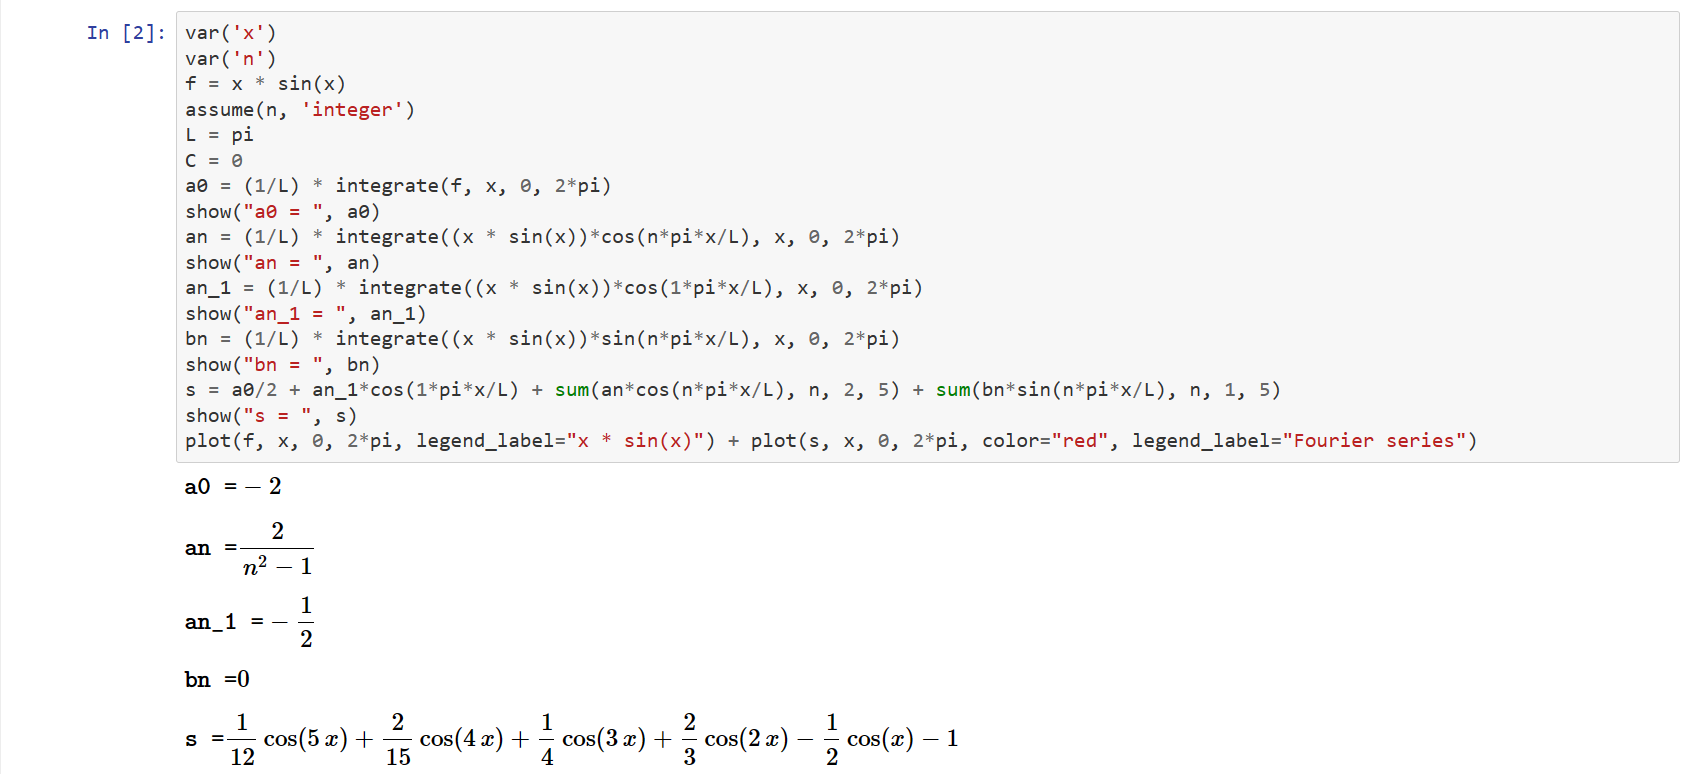 In [2]:
var('x')
var('n')
f = x * sin(x)
assume(n, 'integer')
L = pi
C = 0
a0 = (1/L) * integrate(f, x, 0, 2*pi)
show("a0 = ", a0)
an = (1/L) * integrate((x * sin(x))*cos(n*pi*x/L), x, 0, 2*pi)
show("an = ", an)
an_1 = (1/L) * integrate((x * sin(x))*cos(1*pi*x/L), x, 0, 2*pi)
show("an_1 = ", an_1)
bn = (1/L) * integrate((x * sin(x))*sin(n*pi*x/L), x, 0, 2*pi)
show("bn = ", bn)
s = a0/2 + an_1*cos(1*pi*x/L) + sum(an*cos(n*pi*x/L), n, 2, 5) + sum(bn*sin(n*pi*x/L), n, 1, 5)
show("s = ", s)
plot(f, x, 0, 2*pi, legend_label="x * sin(x)") + plot(s, x, 0, 2*pi, color="red", legend_label="Fourier series")
a0 = − 2
an = 2/(n² − 1)
an_1 = − 1/2
bn =0
s = 1/12 cos(5 x) + 2/15 cos(4 x) + 1/4 cos(3 x) + 2/3 cos(2 x) − 1/2 cos(x) − 1